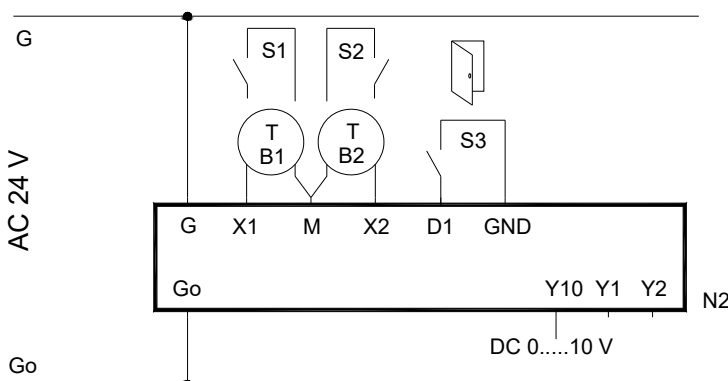 G
S1
S2
T
B1
T
B2
S3
AC 24 V
G X1 M X2 D1 GND
Go Y10 Y1 Y2
N2
DC 0.....10 V
Go